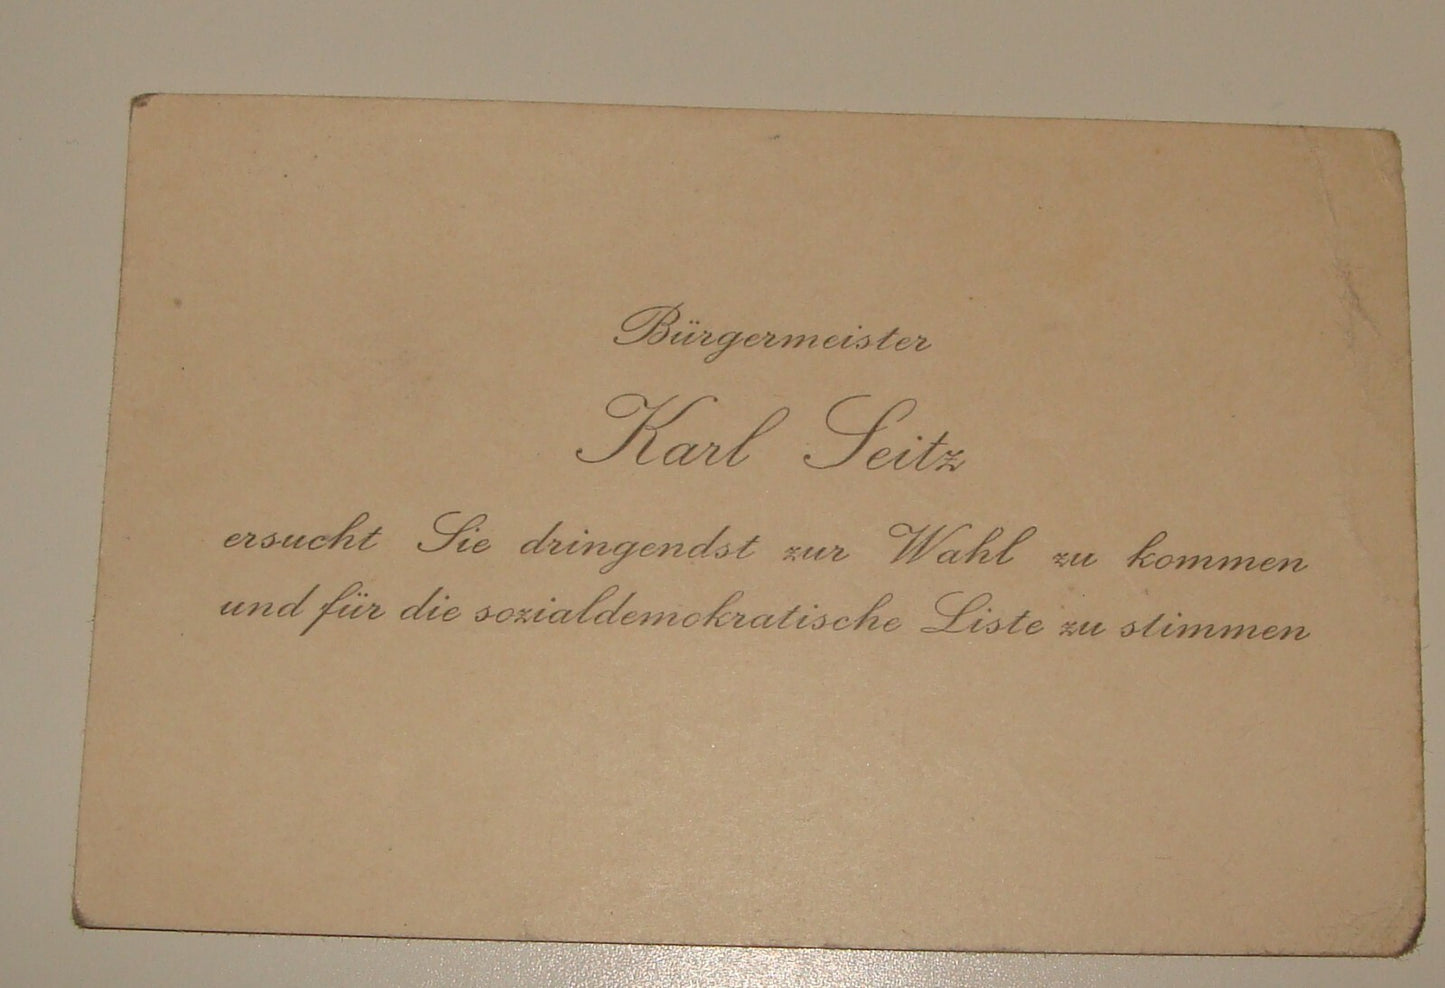 Bürgermeister
Karl Seitz
ersucht Sie dringendst zur Wahl zu kommen
und für die sozialdemokratische Liste zu stimmen